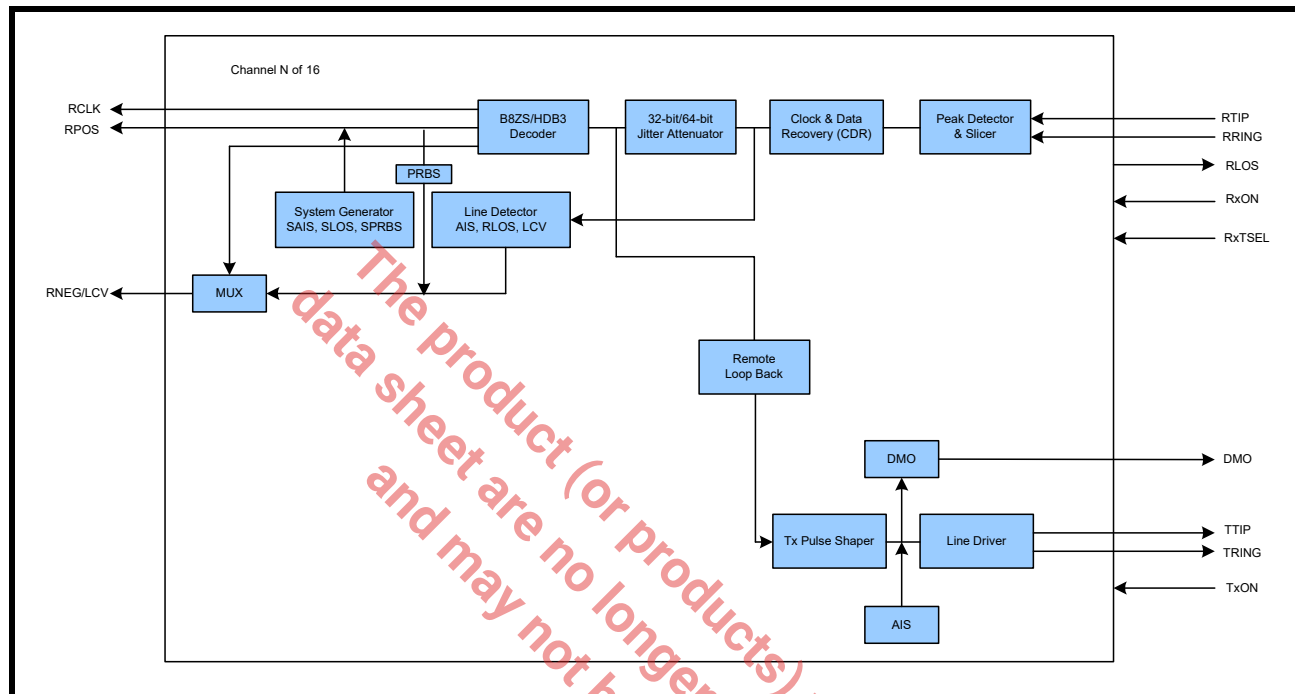 Channel N of 16
RCLK
RPOS
B8ZS/HDB3
Decoder
32-bit/64-bit
Jitter Attenuator
Clock & Data
Recovery (CDR)
Peak Detector
& Slicer
RTIP
RRING
RLOS
PRBS
System Generator
SAIS, SLOS, SPRBS
Line Detector
AIS, RLOS, LCV
RxON
RxTSEL
RNEG/LCV
MUX
Remote
Loop Back
DMO
DMO
Tx Pulse Shaper
Line Driver
TTIP
TRING
TxON
AIS
The product (or products)
data sheet are no longer
and may not